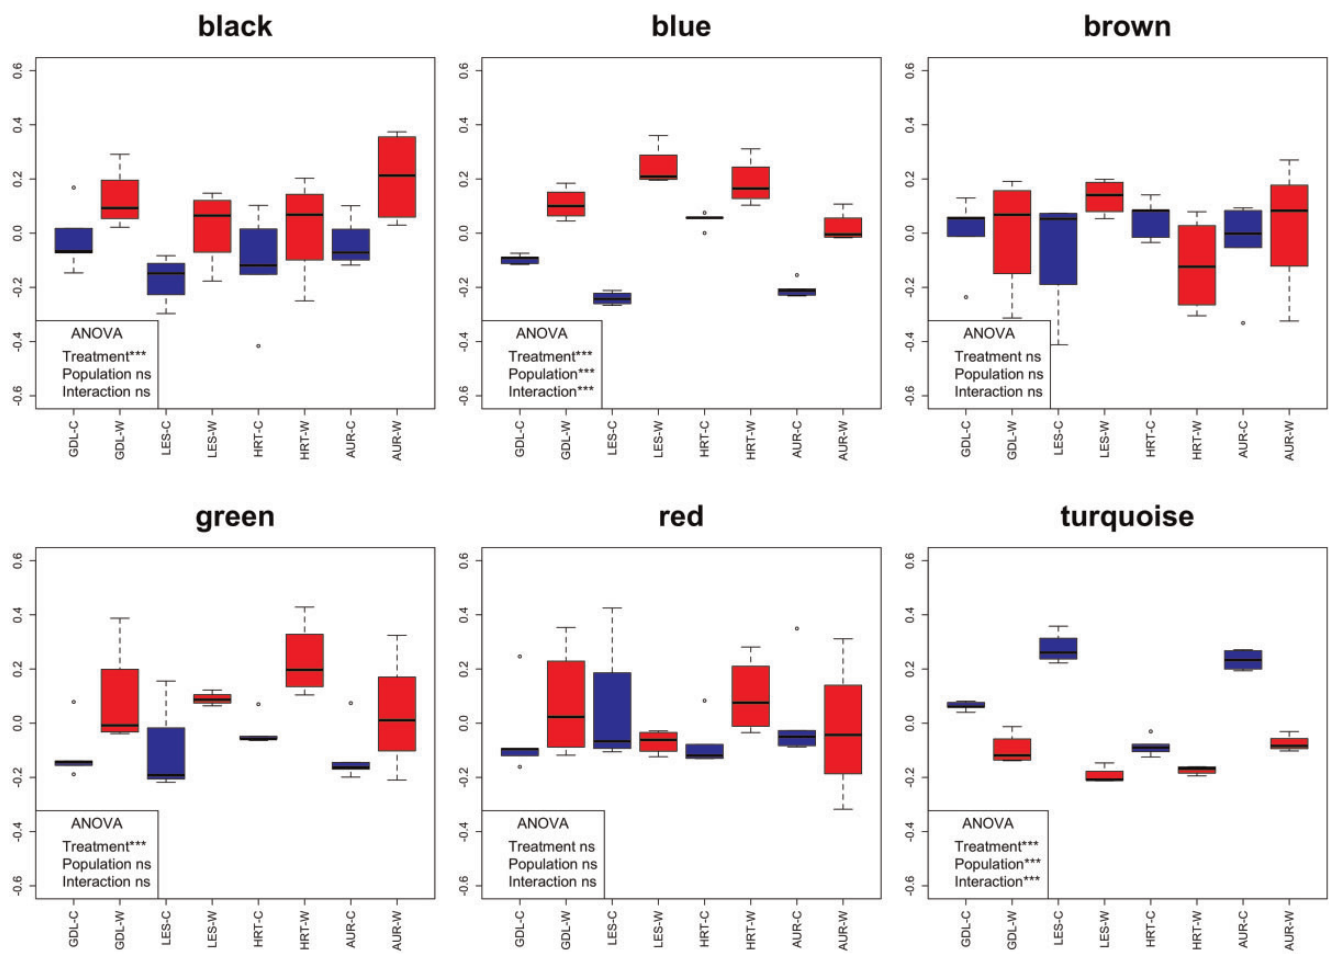 black
0.6
0.4
0.2
0.0
-0.2
-0.4
-0.6
ANOVA
Treatment***
Population ns
Interaction ns
GDL-C
GDL-W
LES-C
LES-W
HRT-C
HRT-W
AUR-C
AUR-W
blue
0.6
0.4
0.2
0.0
-0.2
-0.4
-0.6
ANOVA
Treatment***
Population***
Interaction***
GDL-C
GDL-W
LES-C
LES-W
HRT-C
HRT-W
AUR-C
AUR-W
brown
0.6
0.4
0.2
0.0
-0.2
-0.4
-0.6
ANOVA
Treatment ns
Population ns
Interaction ns
GDL-C
GDL-W
LES-C
LES-W
HRT-C
HRT-W
AUR-C
AUR-W
green
0.6
0.4
0.2
0.0
-0.2
-0.4
-0.6
ANOVA
Treatment***
Population ns
Interaction ns
GDL-C
GDL-W
LES-C
LES-W
HRT-C
HRT-W
AUR-C
AUR-W
red
0.6
0.4
0.2
0.0
-0.2
-0.4
-0.6
ANOVA
Treatment ns
Population ns
Interaction ns
GDL-C
GDL-W
LES-C
LES-W
HRT-C
HRT-W
AUR-C
AUR-W
turquoise
0.6
0.4
0.2
0.0
-0.2
-0.4
-0.6
ANOVA
Treatment***
Population***
Interaction***
GDL-C
GDL-W
LES-C
LES-W
HRT-C
HRT-W
AUR-C
AUR-W